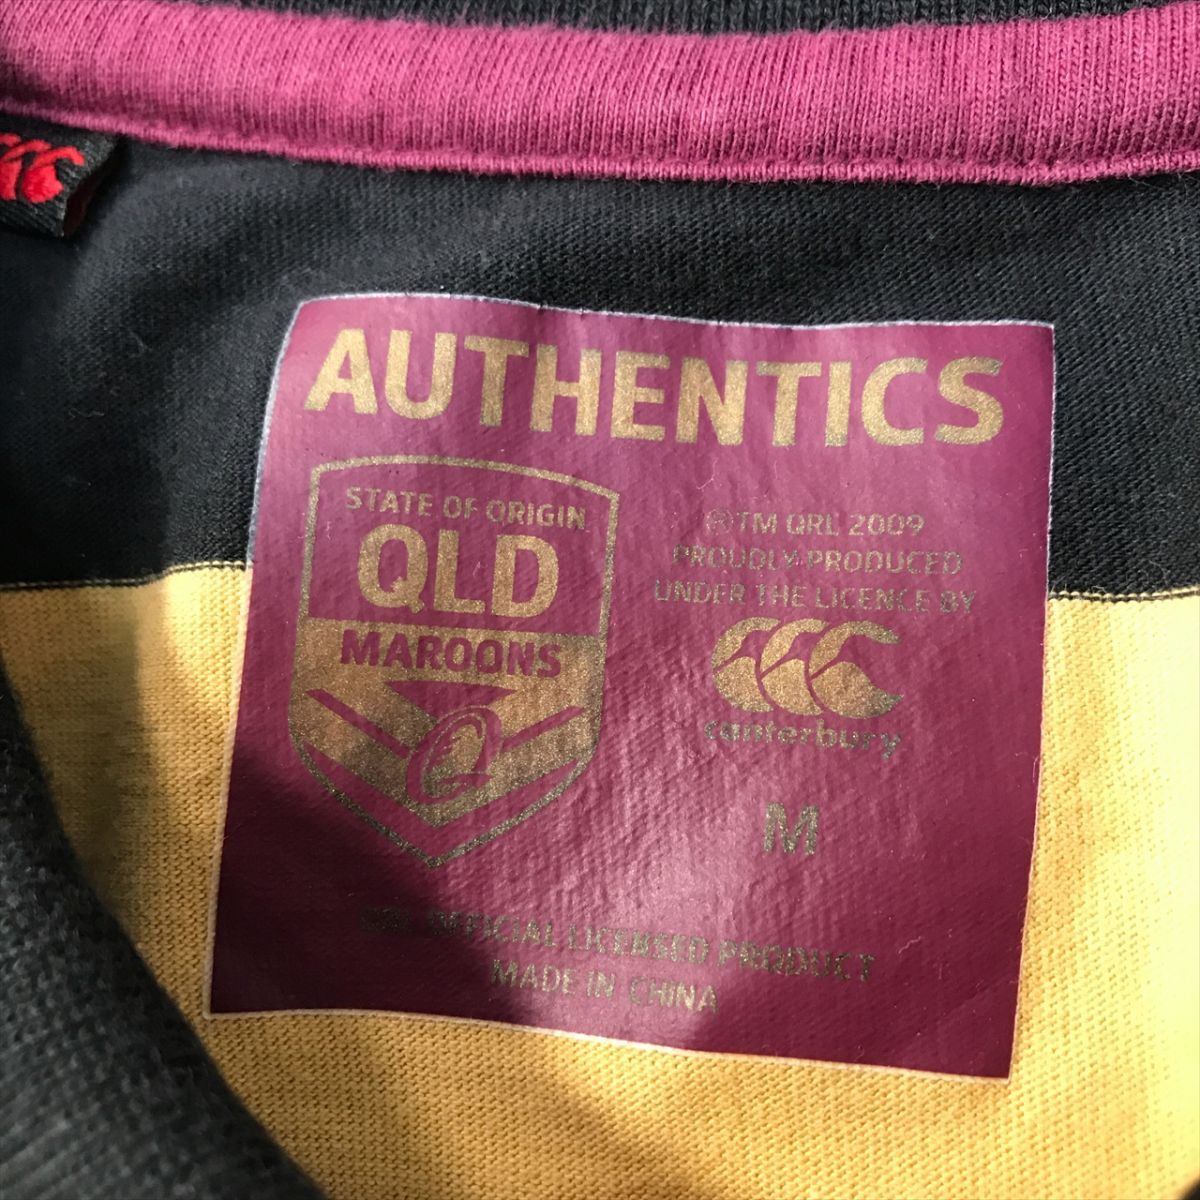 AUTHENTICS
STATE OF ORIGIN
QLD
MAROONS
®TM QRL 2009
PROUDLY PRODUCED
UNDER THE LICENCE BY
canterbury
M
QRL OFFICIAL LICENSED PRODUCT
MADE IN CHINA